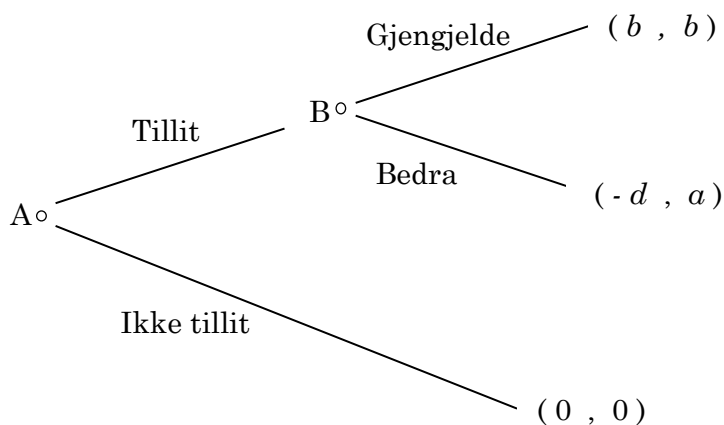 Gjengjelde
(b , b)
B
Tillit
Bedra
(-d , a)
A
Ikke tillit
(0 , 0)